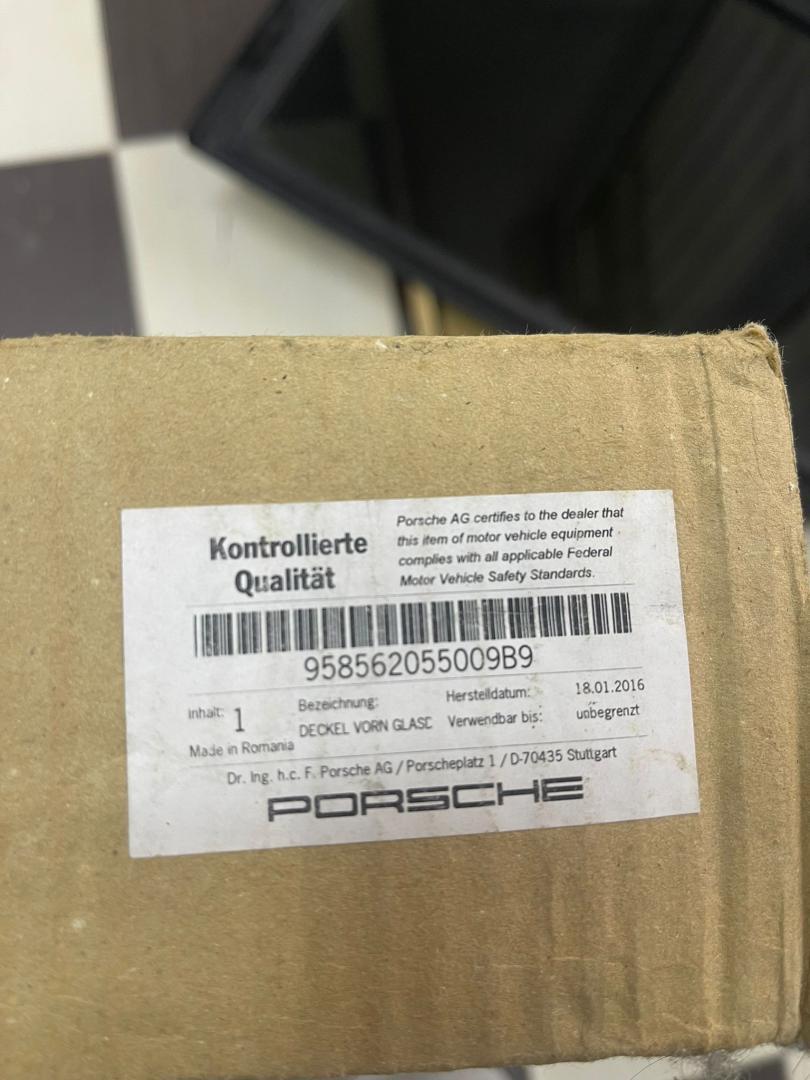 Kontrollierte
Qualität
Porsche AG certifies to the dealer that
this item of motor vehicle equipment
complies with all applicable Federal
Motor Vehicle Safety Standards.
958562055009B9
Inhalt: 1
Bezeichnung:
DECKEL VORN GLASD
Herstelldatum: 18.01.2016
Verwendbar bis: unbegrenzt
Made in Romania
Dr. Ing. h.c. F. Porsche AG / Porscheplatz 1 / D-70435 Stuttgart
PORSCHE